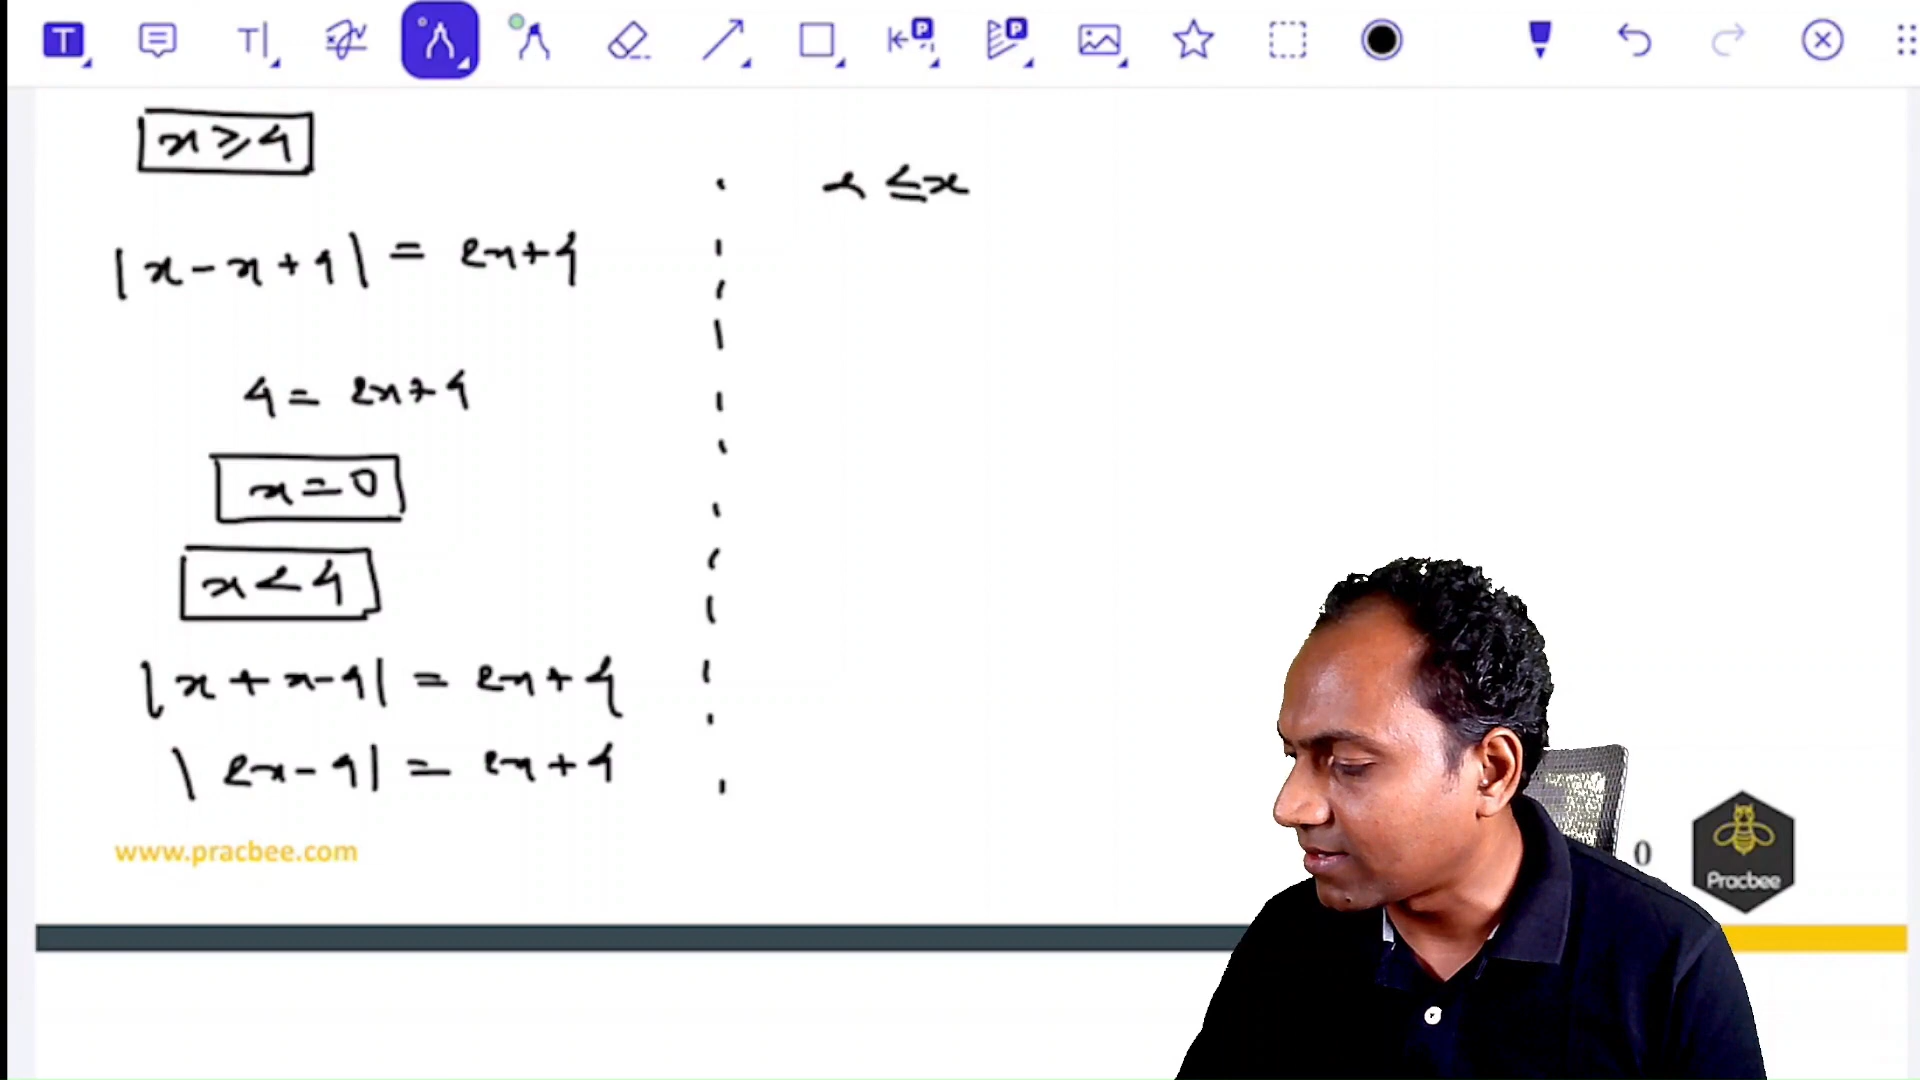 x ≥ 4
|x - x + 4| = 2x + 4
4 = 2x + 4
x = 0
x < 4
|x + x - 4| = 2x + 4
|2x - 4| = 2x + 4
≤ x
www.pracbee.com
0
Pracbee